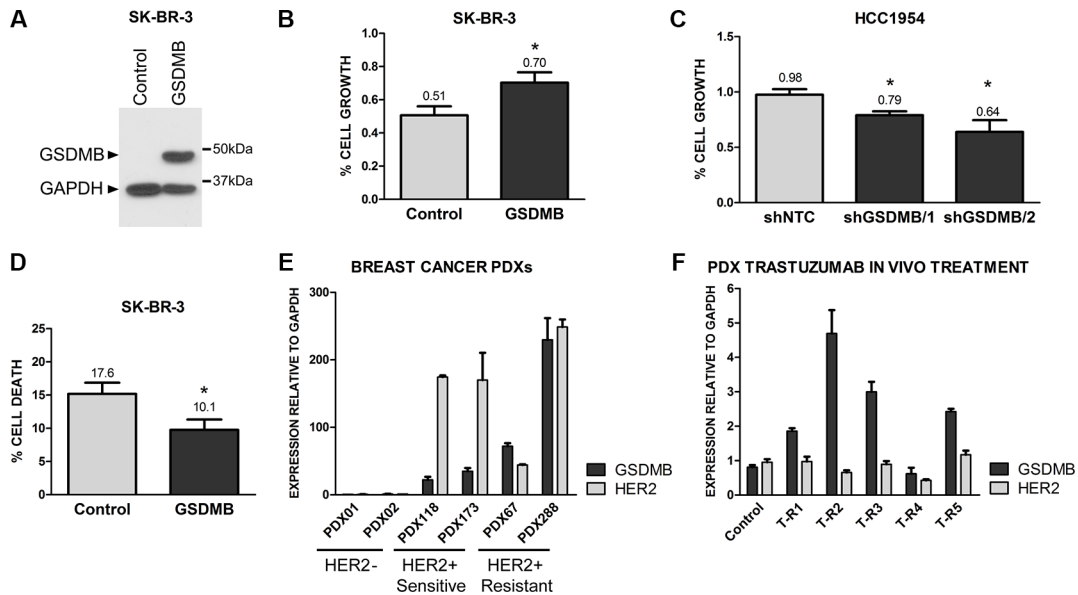 A
SK-BR-3
Control
GSDMB
GSDMB
GAPDH
50kDa
37kDa
B
SK-BR-3
% CELL GROWTH
1.0
0.8
0.6
0.4
0.2
0.0
0.51
*
0.70
Control
GSDMB
C
HCC1954
% CELL GROWTH
1.5
1.0
0.5
0.0
0.98
*
0.79
*
0.64
shNTC
shGSDMB/1
shGSDMB/2
D
SK-BR-3
% CELL DEATH
25
20
15
10
5
0
17.6
*
10.1
Control
GSDMB
E
BREAST CANCER PDXs
EXPRESSION RELATIVE TO GAPDH
300
200
100
0
PDX01
PDX02
PDX118
PDX173
PDX67
PDX288
HER2-
HER2+
Sensitive
HER2+
Resistant
GSDMB
HER2
F
PDX TRASTUZUMAB IN VIVO TREATMENT
EXPRESSION RELATIVE TO GAPDH
6
5
4
3
2
1
0
Control
T-R1
T-R2
T-R3
T-R4
T-R5
GSDMB
HER2